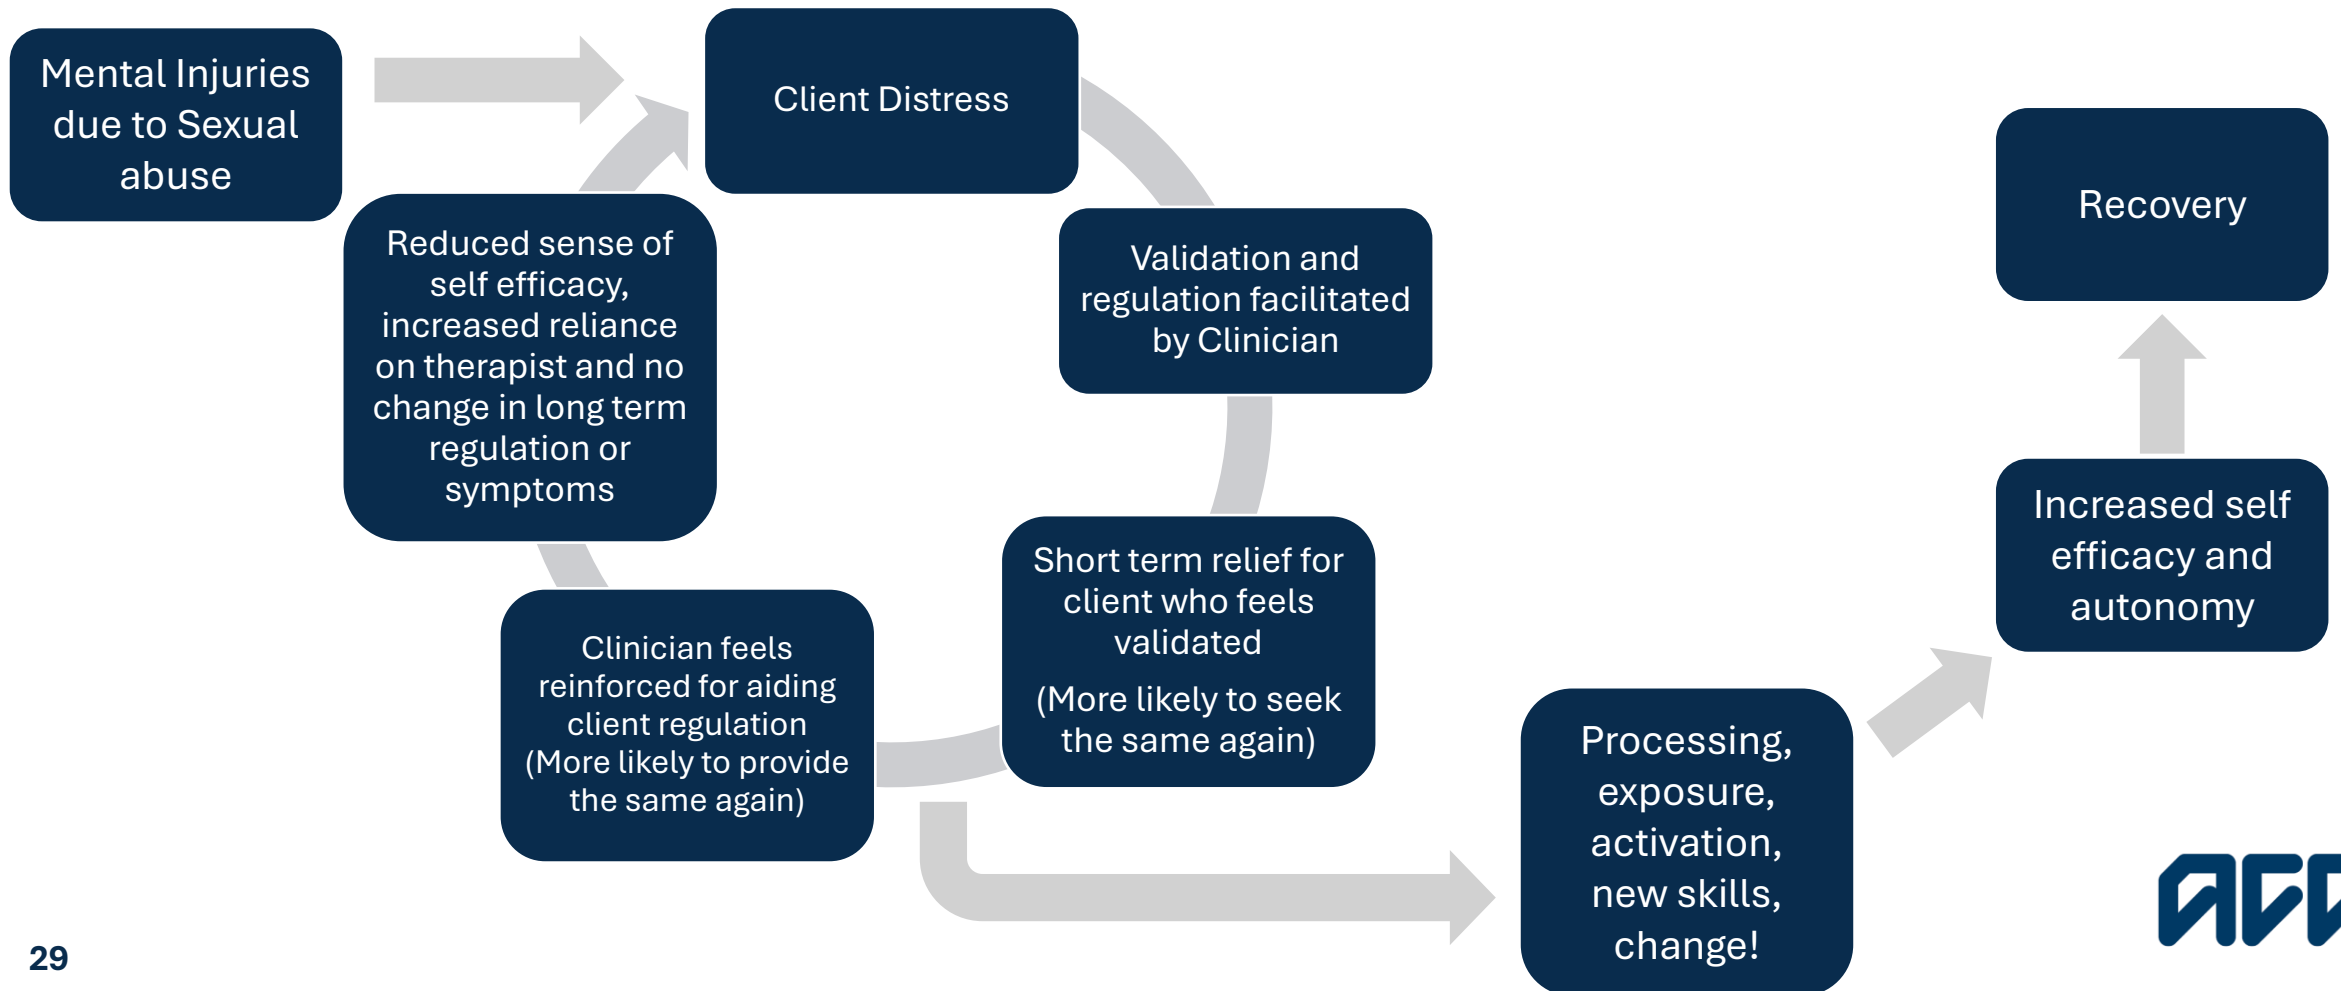 Mental Injuries
due to Sexual
abuse
Client Distress
Validation and
regulation facilitated
by Clinician
Short term relief for
client who feels
validated
(More likely to seek
the same again)
Clinician feels
reinforced for aiding
client regulation
(More likely to provide
the same again)
Reduced sense of
self efficacy,
increased reliance
on therapist and no
change in long term
regulation or
symptoms
Processing,
exposure,
activation,
new skills,
change!
Increased self
efficacy and
autonomy
Recovery
acc
29